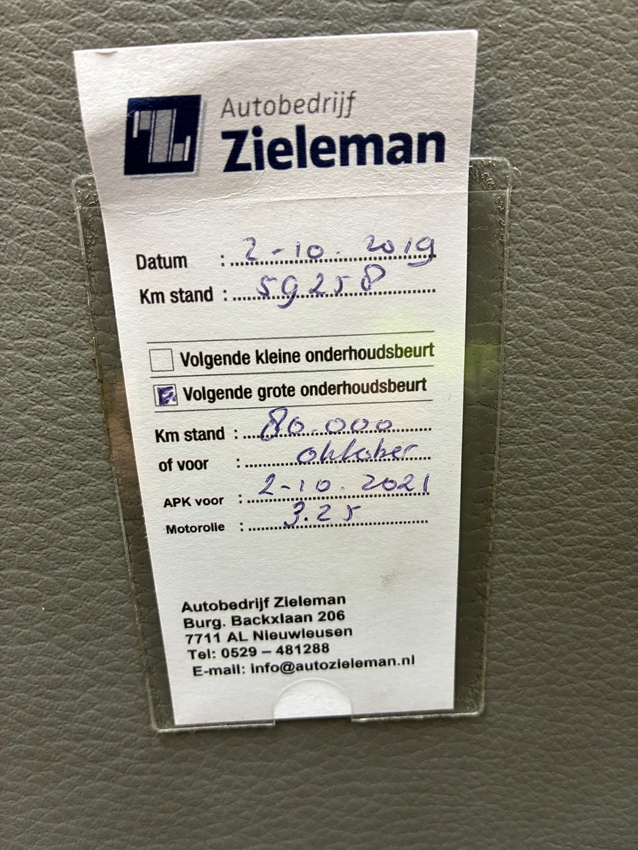 Autobedrijf
Zieleman
Datum : 2-10-2019
Km stand : 59258
Volgende kleine onderhoudsbeurt
Volgende grote onderhoudsbeurt
Km stand : 80.000
of voor : oktober
APK voor : 2-10-2021
Motorolie : 3.25
Autobedrijf Zieleman
Burg. Backxlaan 206
7711 AL Nieuwleusen
Tel: 0529 – 481288
E-mail: info@autozieleman.nl